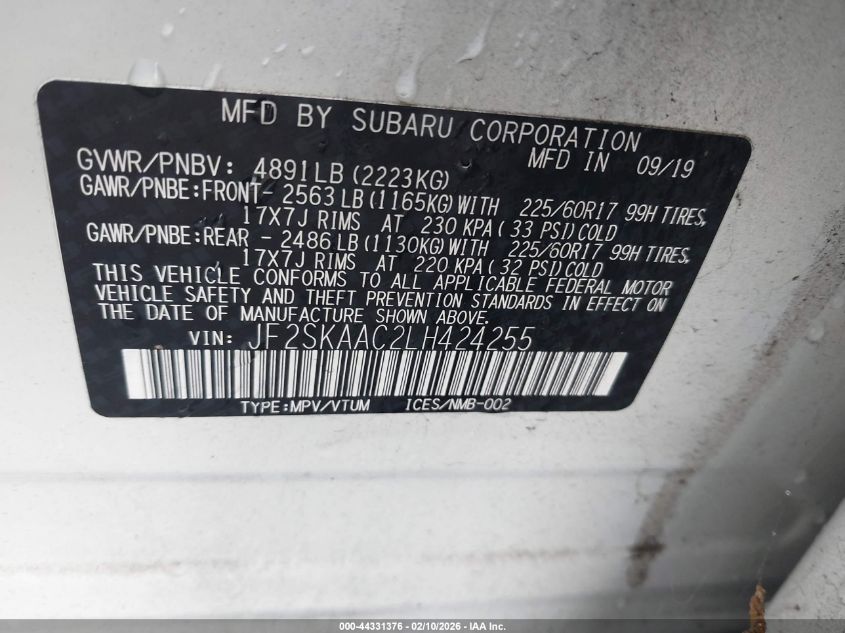 MFD BY SUBARU CORPORATION
MFD IN 09/19
GVWR/PNBV: 4891LB (2223KG)
GAWR/PNBE:FRONT- 2563LB(1165KG)WITH 225/60R17 99H TIRES,
17X7J RIMS AT 230 KPA(33 PSI)COLD
GAWR/PNBE:REAR - 2486LB(1130KG)WITH 225/60R17 99H TIRES,
17X7J RIMS AT 220 KPA(32 PSI)COLD
THIS VEHICLE CONFORMS TO ALL APPLICABLE FEDERAL MOTOR
VEHICLE SAFETY AND THEFT PREVENTION STANDARDS IN EFFECT ON
THE DATE OF MANUFACTURE SHOWN ABOVE.
VIN: JF2SKAAC2LH424255
TYPE:MPV/VTUM ICES/NMB-002
000-44331376 - 02/10/2026 - IAA Inc.